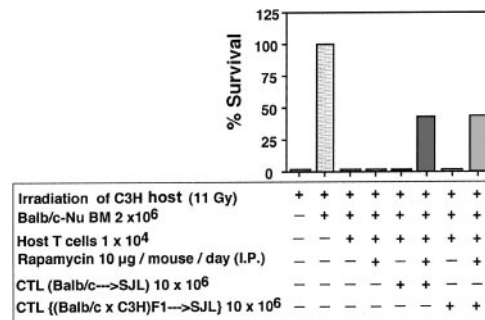 125
100
75
50
25
0
% Survival
Irradiation of C3H host (11 Gy) + + + + + + + +
Balb/c-Nu BM 2 x10⁶ – + + + + + + +
Host T cells 1 x 10⁴ – – + + + + + +
Rapamycin 10 µg / mouse / day (I.P.) – – – + – + – +
CTL (Balb/c--->SJL) 10 x 10⁶ – – – – + + – –
CTL {(Balb/c x C3H)F1--->SJL} 10 x 10⁶ – – – – – – + +